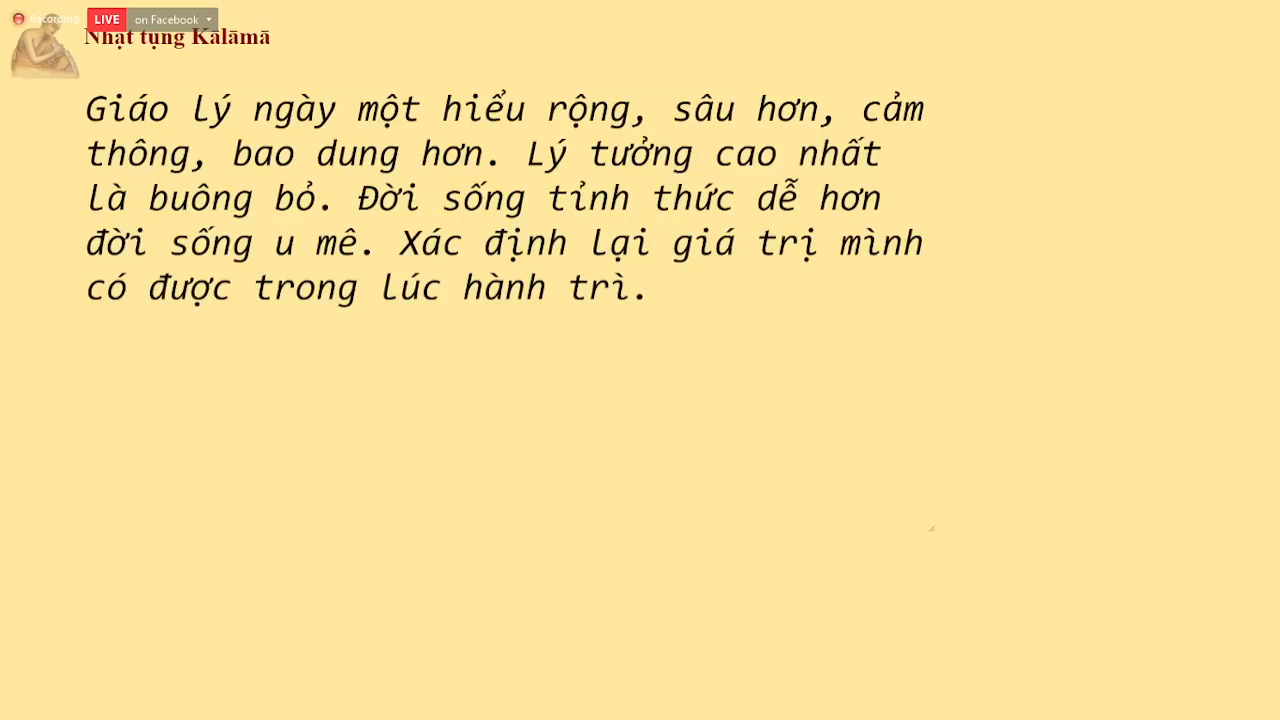 Recording LIVE on Facebook
Nhật tụng Kālāmā
Giáo lý ngày một hiểu rộng, sâu hơn, cảm
thông, bao dung hơn. Lý tưởng cao nhất
là buông bỏ. Đời sống tỉnh thức dễ hơn
đời sống u mê. Xác định lại giá trị mình
có được trong lúc hành trì.